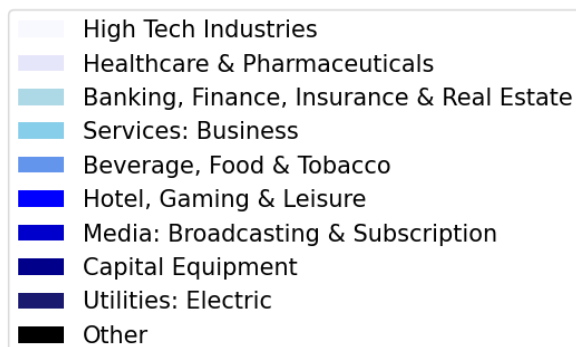 High Tech Industries
Healthcare & Pharmaceuticals
Banking, Finance, Insurance & Real Estate
Services: Business
Beverage, Food & Tobacco
Hotel, Gaming & Leisure
Media: Broadcasting & Subscription
Capital Equipment
Utilities: Electric
Other